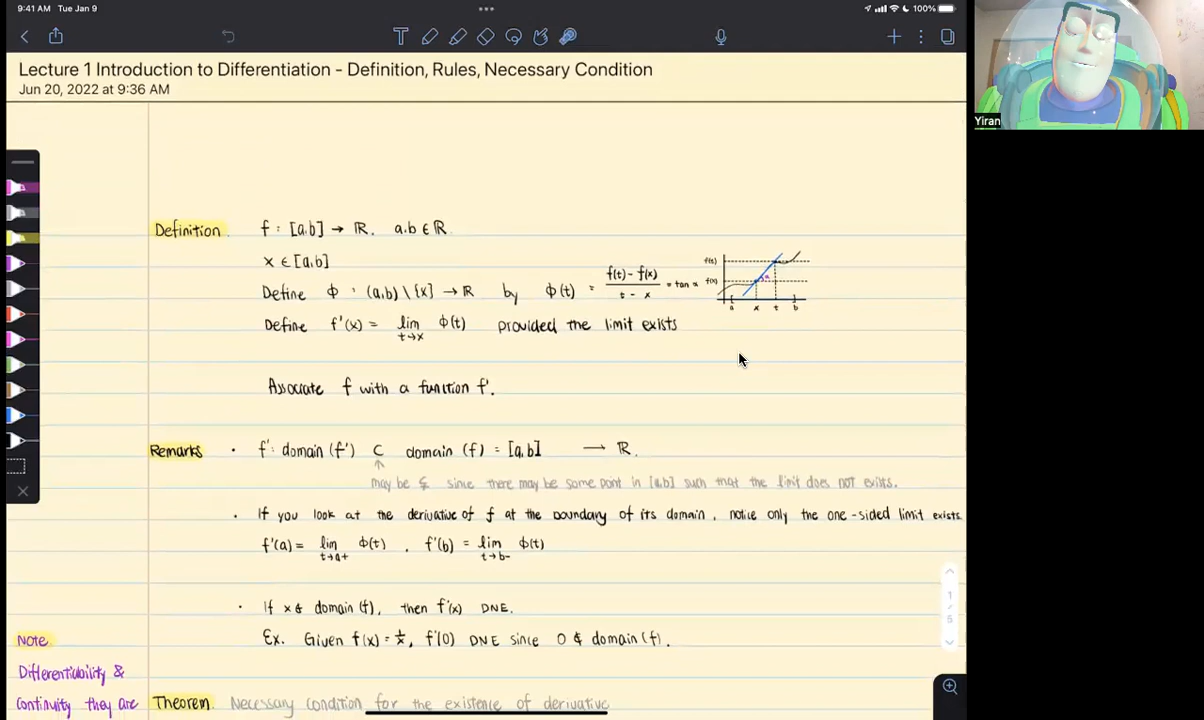 9:41 AM Tue Jan 9
100%
Lecture 1 Introduction to Differentiation - Definition, Rules, Necessary Condition
Jun 20, 2022 at 9:36 AM
Yiran
Definition. f : [a,b] → ℝ. a,b ∈ ℝ
x ∈ [a,b]
Define Φ : (a,b) \ {x} → ℝ by Φ(t) = f(t) - f(x) / t - x = tan α
f(t)
f(x)
α
a x t b
Define f'(x) = lim t→x Φ(t) provided the limit exists
Associate f with a function f'.
Remarks • f' : domain (f') ⊂ domain (f) = [a,b] → ℝ.
↑
may be ⊊ since there may be some point in [a,b] such that the limit does not exists.
• If you look at the derivative of f at the boundary of its domain, notice only the one-sided limit exists
f'(a) = lim t→a+ Φ(t) , f'(b) = lim t→b- Φ(t)
• If x ∉ domain (f), then f'(x) DNE.
Ex. Given f(x) = 1/x, f'(0) DNE since 0 ∉ domain (f).
Note
Differentiability &
continuity they are
Theorem. Necessary Condition for the existence of derivative
1
5